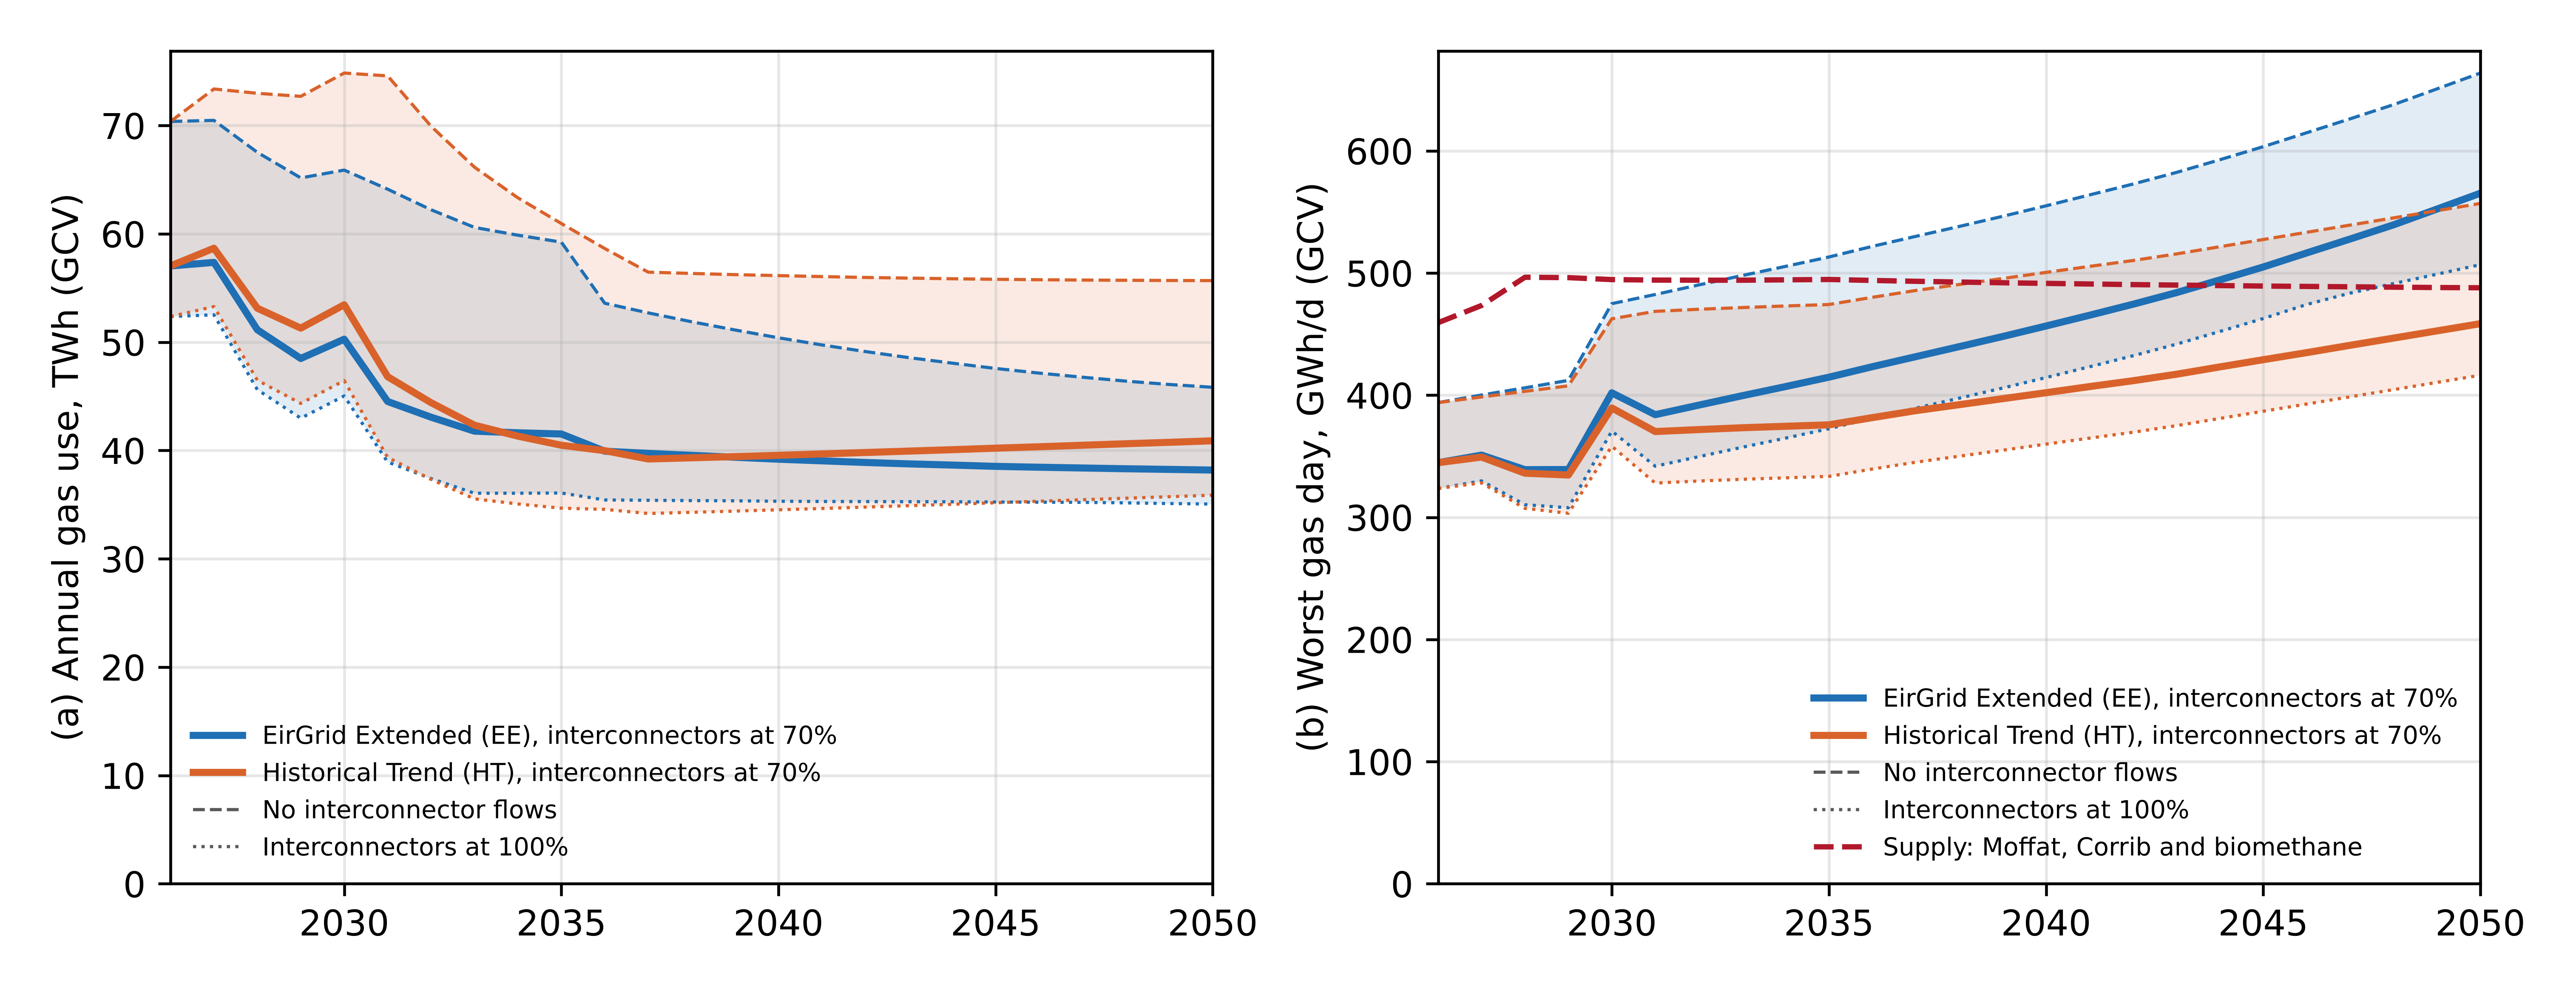 (a) Annual gas use, TWh (GCV)
70
60
50
40
30
20
10
0
EirGrid Extended (EE), interconnectors at 70%
Historical Trend (HT), interconnectors at 70%
No interconnector flows
Interconnectors at 100%
2030
2035
2040
2045
2050
(b) Worst gas day, GWh/d (GCV)
600
500
400
300
200
100
0
EirGrid Extended (EE), interconnectors at 70%
Historical Trend (HT), interconnectors at 70%
No interconnector flows
Interconnectors at 100%
Supply: Moffat, Corrib and biomethane
2030
2035
2040
2045
2050